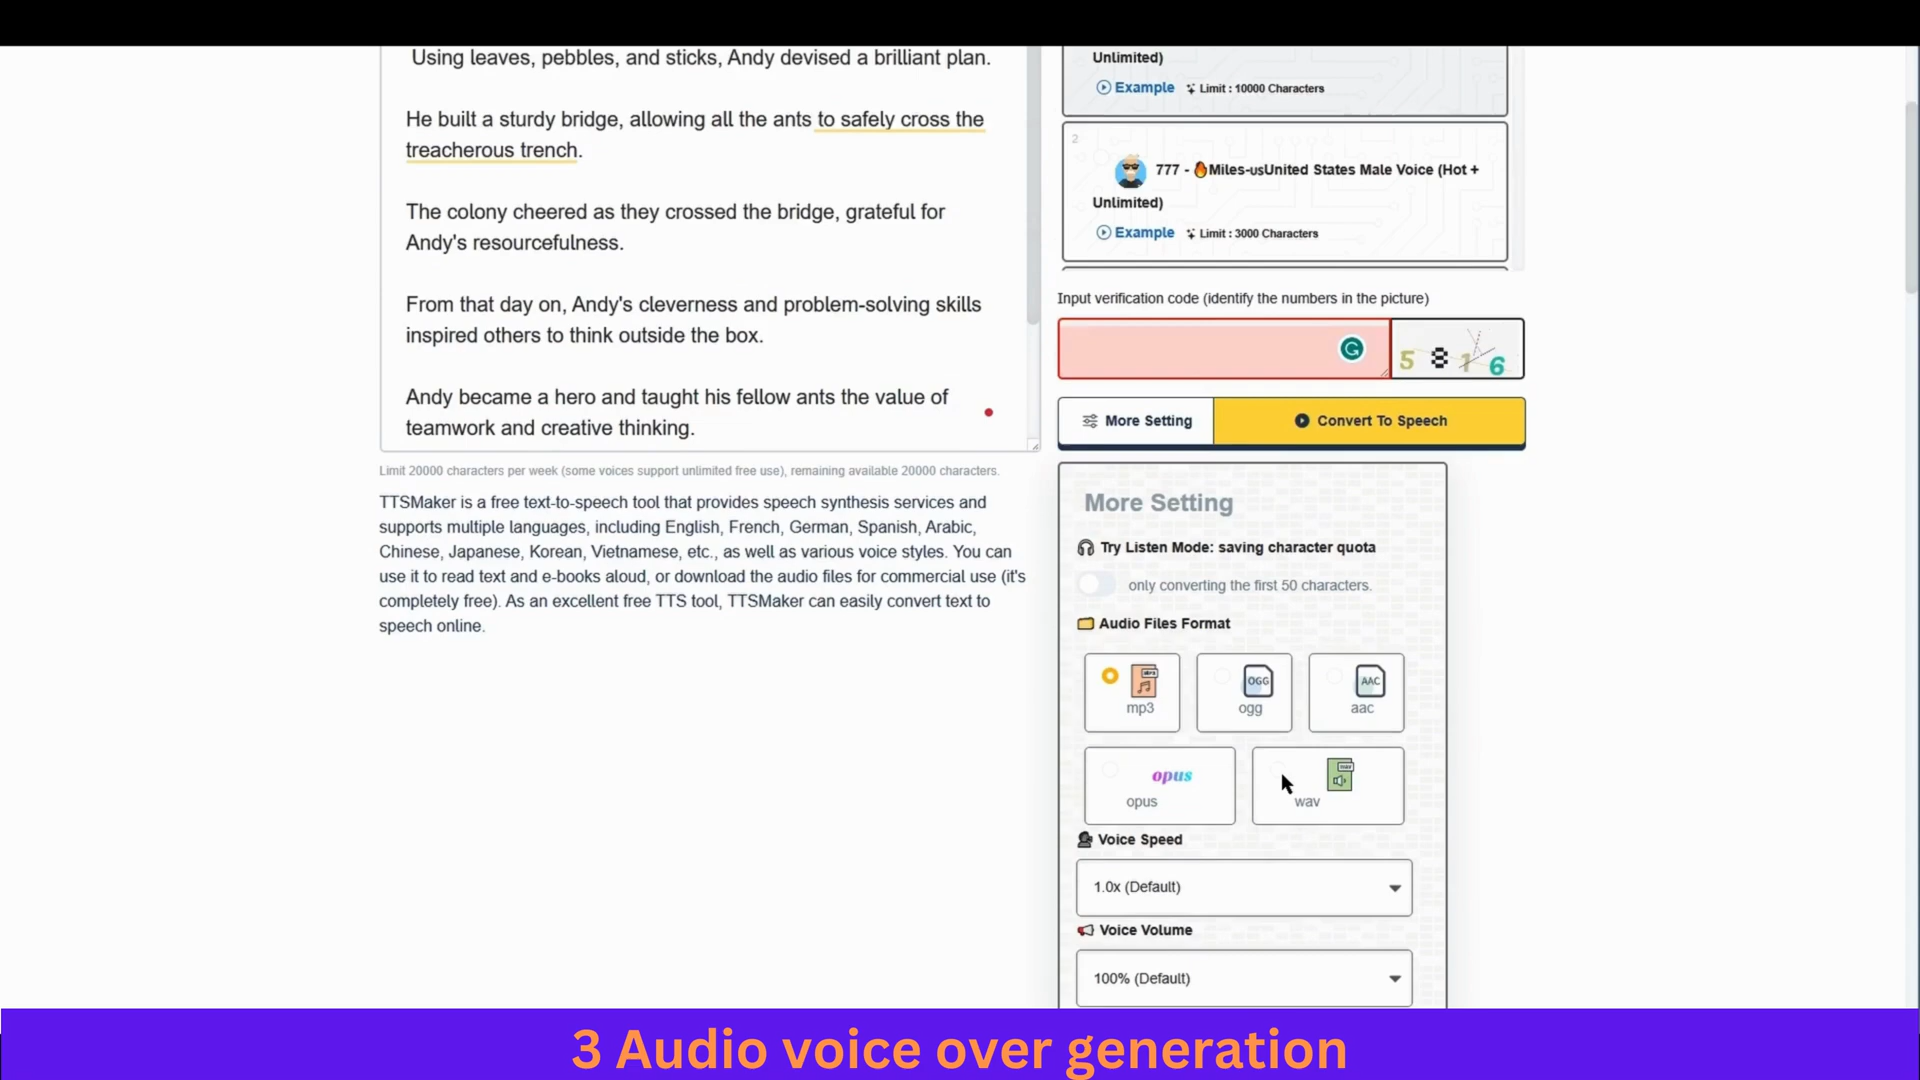 Using leaves, pebbles, and sticks, Andy devised a brilliant plan.
He built a sturdy bridge, allowing all the ants to safely cross the
treacherous trench.
The colony cheered as they crossed the bridge, grateful for
Andy's resourcefulness.
From that day on, Andy's cleverness and problem-solving skills
inspired others to think outside the box.
Andy became a hero and taught his fellow ants the value of
teamwork and creative thinking.
Limit 20000 characters per week (some voices support unlimited free use), remaining available 20000 characters.
TTSMaker is a free text-to-speech tool that provides speech synthesis services and
supports multiple languages, including English, French, German, Spanish, Arabic,
Chinese, Japanese, Korean, Vietnamese, etc., as well as various voice styles. You can
use it to read text and e-books aloud, or download the audio files for commercial use (it's
completely free). As an excellent free TTS tool, TTSMaker can easily convert text to
speech online.
Unlimited)
Example Limit : 10000 Characters
2
777 - Miles-usUnited States Male Voice (Hot +
Unlimited)
Example Limit : 3000 Characters
Input verification code (identify the numbers in the picture)
5 8 1 6
More Setting
Convert To Speech
More Setting
Try Listen Mode: saving character quota
only converting the first 50 characters.
Audio Files Format
mp3
OGG
ogg
AAC
aac
opus
opus
wav
Voice Speed
1.0x (Default)
Voice Volume
100% (Default)
3 Audio voice over generation